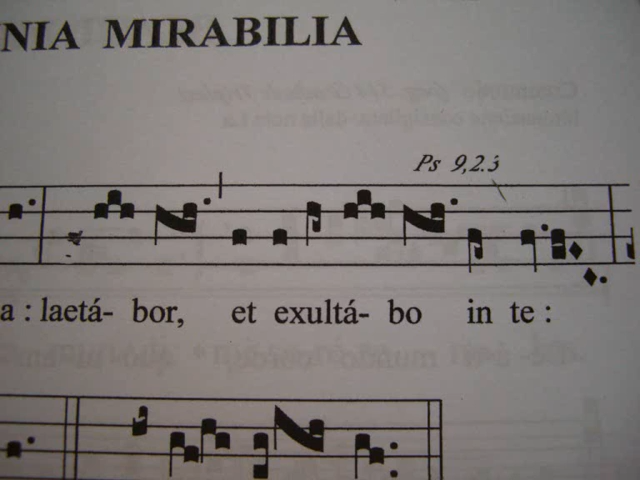 NIA MIRABILIA
Ps 9,2.3
a : laetá- bor, et exultá- bo in te :